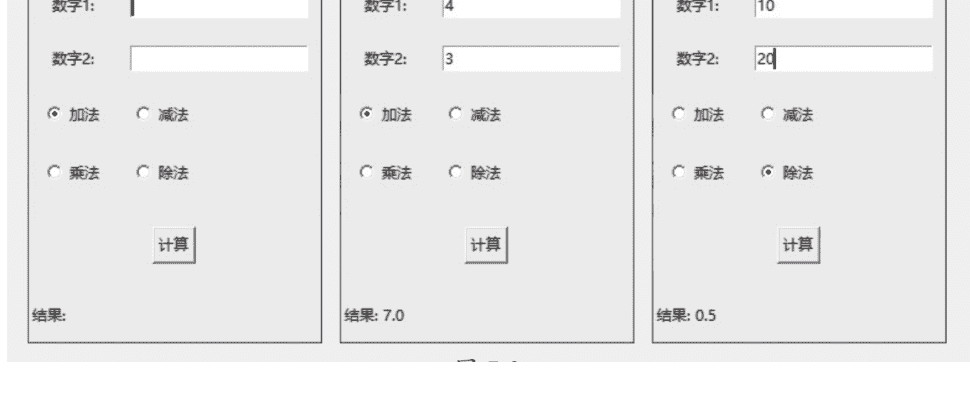 数字1: 数字1: 4 数字1: 10
数字2: 数字2: 3 数字2: 20
加法 减法 加法 减法 加法 减法
乘法 除法 乘法 除法 乘法 除法
计算 计算 计算
结果: 结果: 7.0 结果: 0.5